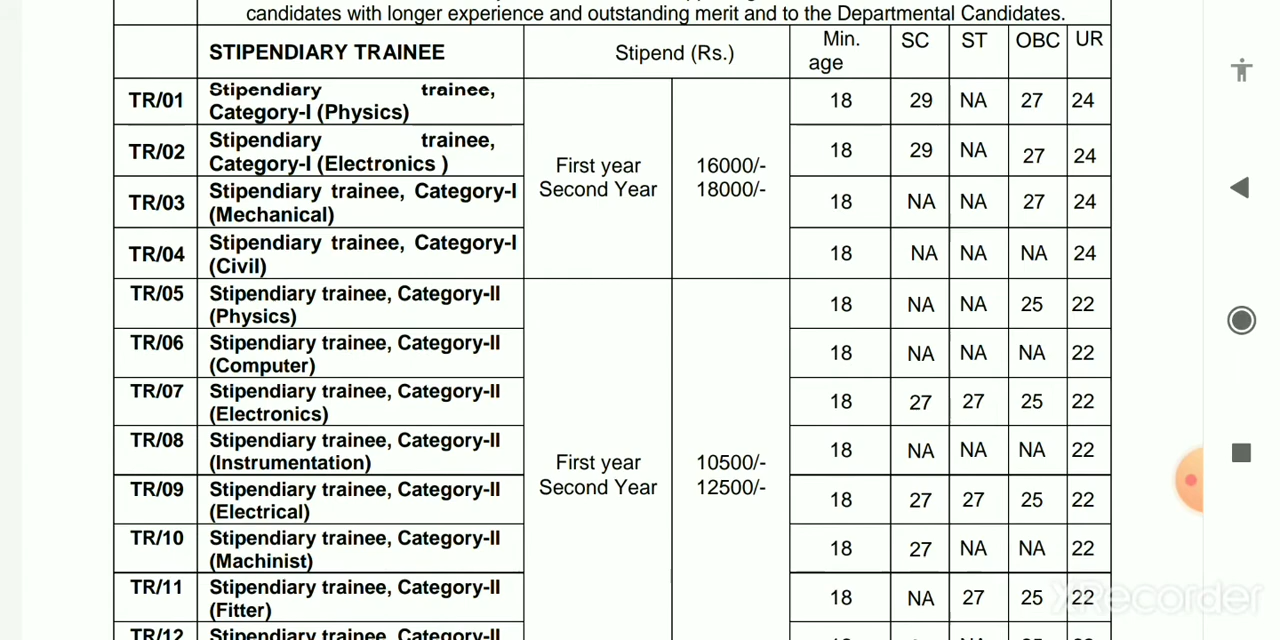 candidates with longer experience and outstanding merit and to the Departmental Candidates.
STIPENDIARY TRAINEE Stipend (Rs.) Min. age SC ST OBC UR
TR/01 Stipendiary trainee, Category-I (Physics) 18 29 NA 27 24
TR/02 Stipendiary trainee, Category-I (Electronics ) 18 29 NA 27 24
First year 16000/-
Second Year 18000/-
TR/03 Stipendiary trainee, Category-I (Mechanical) 18 NA NA 27 24
TR/04 Stipendiary trainee, Category-I (Civil) 18 NA NA NA 24
TR/05 Stipendiary trainee, Category-II (Physics) 18 NA NA 25 22
TR/06 Stipendiary trainee, Category-II (Computer) 18 NA NA NA 22
TR/07 Stipendiary trainee, Category-II (Electronics) 18 27 27 25 22
TR/08 Stipendiary trainee, Category-II (Instrumentation) 18 NA NA NA 22
First year 10500/-
Second Year 12500/-
TR/09 Stipendiary trainee, Category-II (Electrical) 18 27 27 25 22
TR/10 Stipendiary trainee, Category-II (Machinist) 18 27 NA NA 22
TR/11 Stipendiary trainee, Category-II (Fitter) 18 NA 27 25 22
XRecorder
TR/12 Stipendiary trainee, Category-II